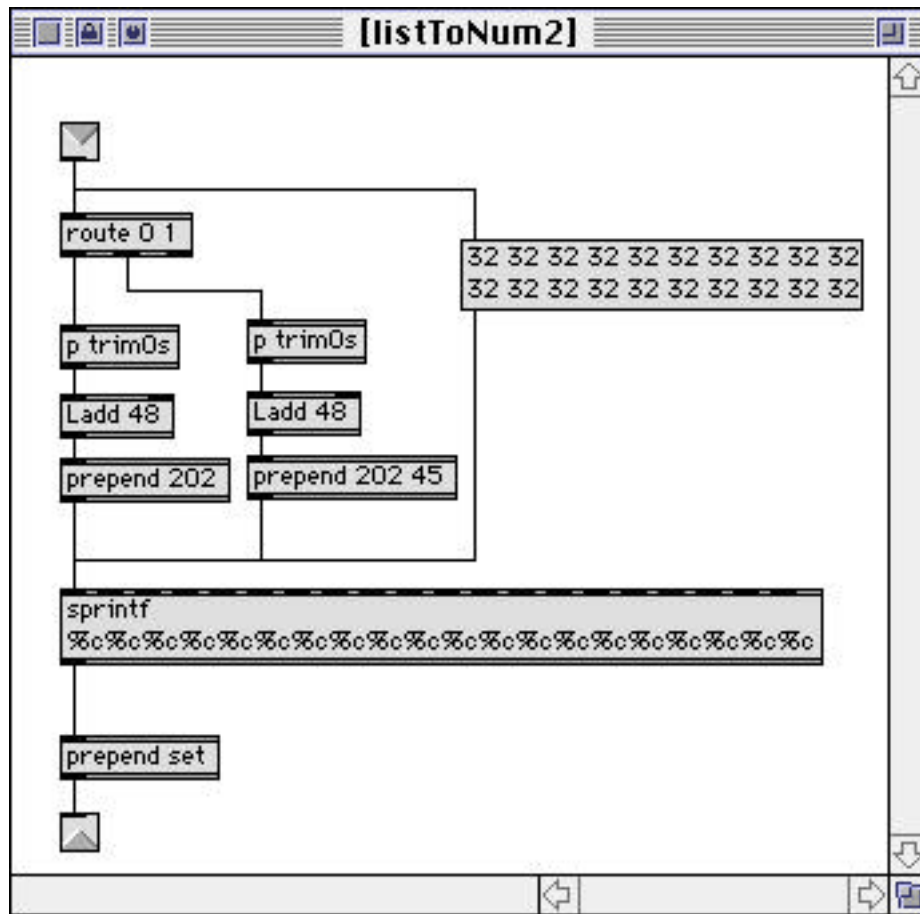 [listToNum2]
route 0 1
32 32 32 32 32 32 32 32 32 32
32 32 32 32 32 32 32 32 32 32
p trim0s
p trim0s
Ladd 48
Ladd 48
prepend 202
prepend 202 45
sprintf
%c%c%c%c%c%c%c%c%c%c%c%c%c%c%c%c%c%c%c%c
prepend set